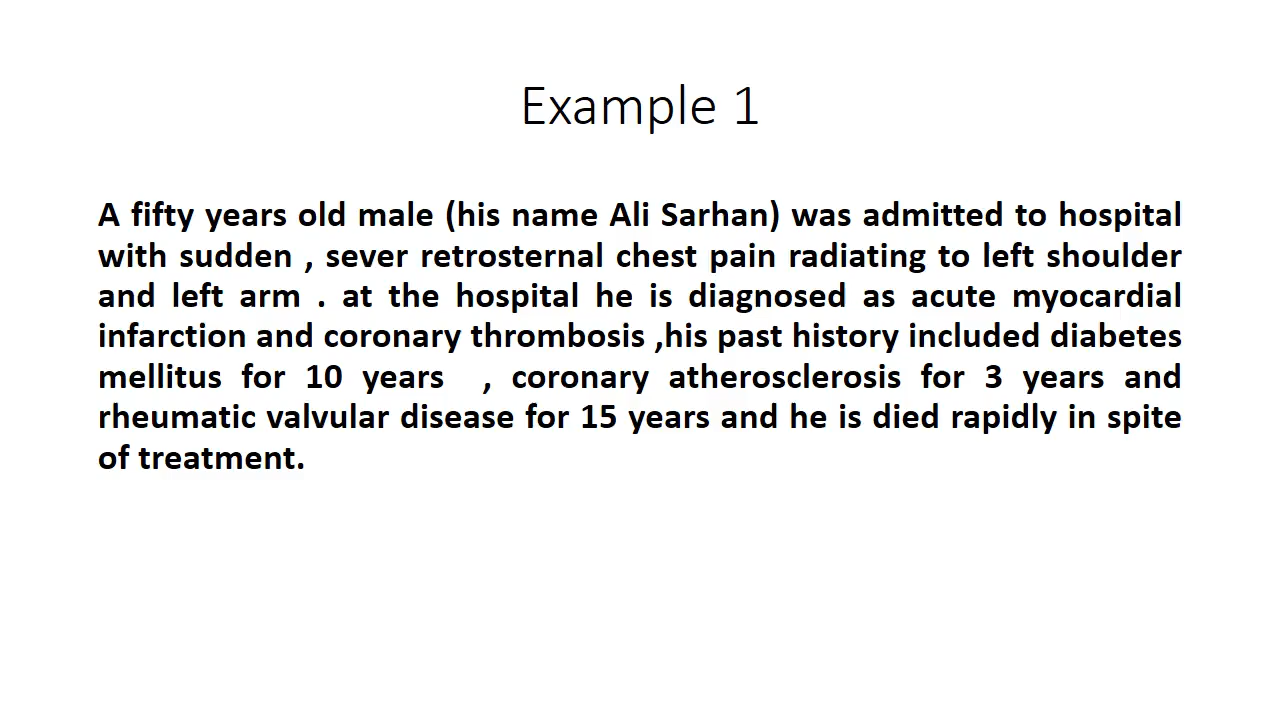 Example 1
A fifty years old male (his name Ali Sarhan) was admitted to hospital
with sudden , sever retrosternal chest pain radiating to left shoulder
and left arm . at the hospital he is diagnosed as acute myocardial
infarction and coronary thrombosis ,his past history included diabetes
mellitus for 10 years , coronary atherosclerosis for 3 years and
rheumatic valvular disease for 15 years and he is died rapidly in spite
of treatment.